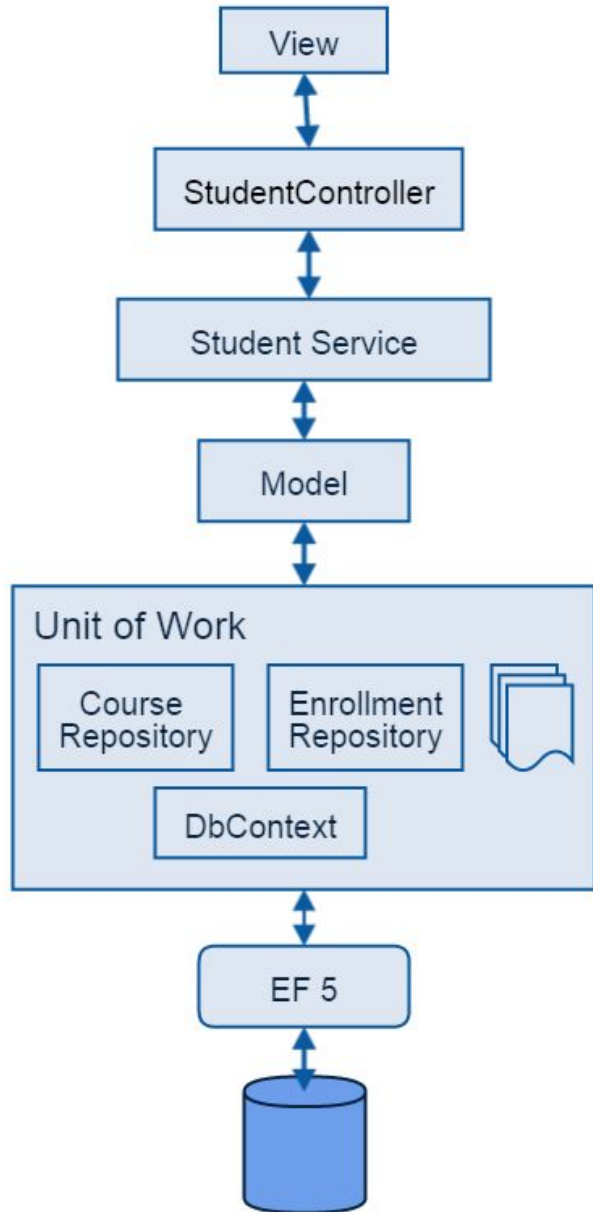 View
StudentController
Student Service
Model
Unit of Work
Course
Repository
Enrollment
Repository
DbContext
EF 5